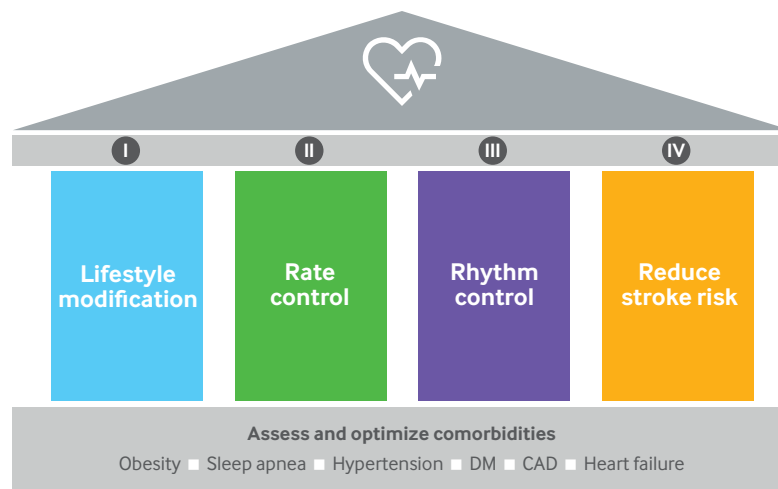 I II III IV
Lifestyle
modification
Rate
control
Rhythm
control
Reduce
stroke risk
Assess and optimize comorbidities
Obesity ■ Sleep apnea ■ Hypertension ■ DM ■ CAD ■ Heart failure